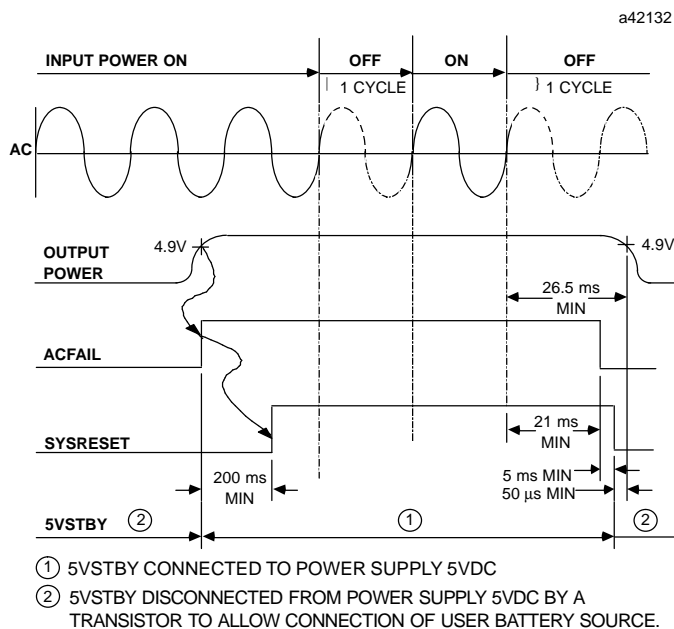 a42132
INPUT POWER ON
OFF
ON
OFF
1 CYCLE
} 1 CYCLE
AC
OUTPUT
POWER
4.9V
4.9V
26.5 ms
MIN
ACFAIL
SYSRESET
21 ms
MIN
200 ms
MIN
5 ms MIN
50 µs MIN
5VSTBY
2
1
2
1 5VSTBY CONNECTED TO POWER SUPPLY 5VDC
2 5VSTBY DISCONNECTED FROM POWER SUPPLY 5VDC BY A
TRANSISTOR TO ALLOW CONNECTION OF USER BATTERY SOURCE.